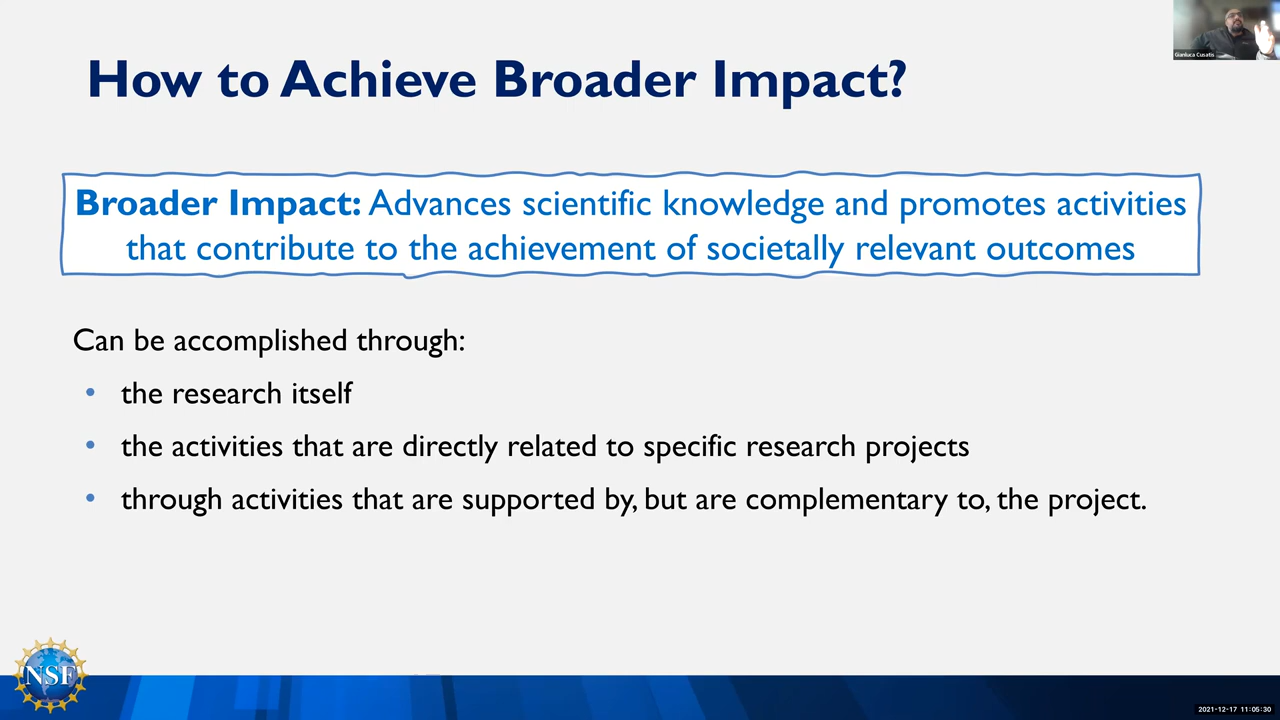 Gianluca Cusatis
How to Achieve Broader Impact?
Broader Impact: Advances scientific knowledge and promotes activities
that contribute to the achievement of societally relevant outcomes
Can be accomplished through:
• the research itself
• the activities that are directly related to specific research projects
• through activities that are supported by, but are complementary to, the project.
NSF
2021-12-17 11:05:30